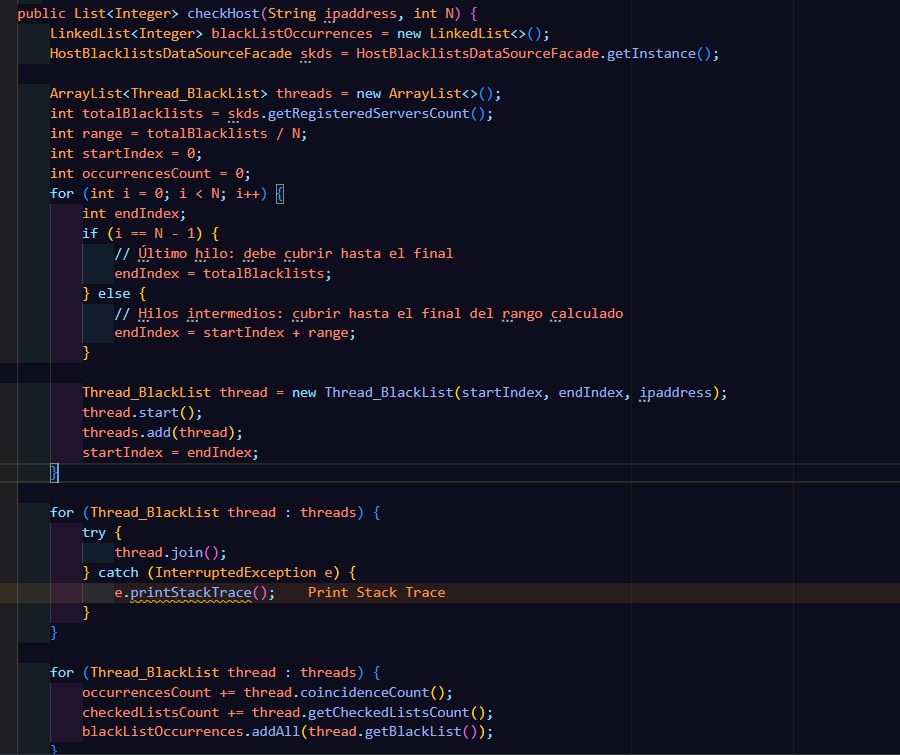 public List<Integer> checkHost(String ipaddress, int N) {
LinkedList<Integer> blackListOccurrences = new LinkedList<>();
HostBlacklistsDataSourceFacade skds = HostBlacklistsDataSourceFacade.getInstance();
ArrayList<Thread_BlackList> threads = new ArrayList<>();
int totalBlacklists = skds.getRegisteredServersCount();
int range = totalBlacklists / N;
int startIndex = 0;
int occurrencesCount = 0;
for (int i = 0; i < N; i++) {
int endIndex;
if (i == N - 1) {
// Último hilo: debe cubrir hasta el final
endIndex = totalBlacklists;
} else {
// Hilos intermedios: cubrir hasta el final del rango calculado
endIndex = startIndex + range;
}
Thread_BlackList thread = new Thread_BlackList(startIndex, endIndex, ipaddress);
thread.start();
threads.add(thread);
startIndex = endIndex;
}
for (Thread_BlackList thread : threads) {
try {
thread.join();
} catch (InterruptedException e) {
e.printStackTrace(); Print Stack Trace
}
}
for (Thread_BlackList thread : threads) {
occurrencesCount += thread.coincidenceCount();
checkedListsCount += thread.getCheckedListsCount();
blackListOccurrences.addAll(thread.getBlackList());
}